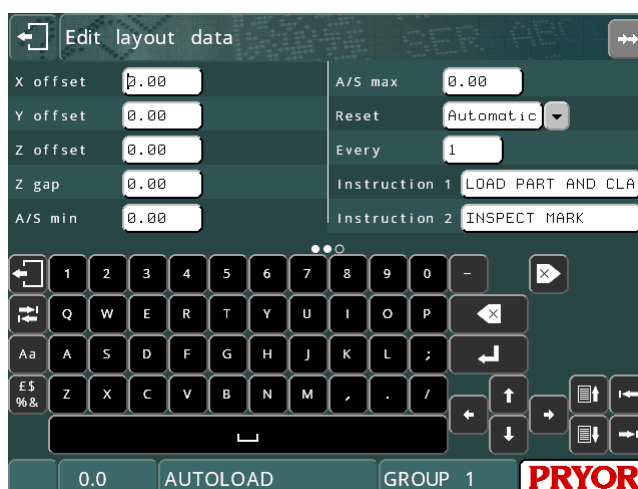 Edit layout data
X offset 0.00 A/S max 0.00
Y offset 0.00 Reset Automatic
Z offset 0.00 Every 1
Z gap 0.00 Instruction 1 LOAD PART AND CLA
A/S min 0.00 Instruction 2 INSPECT MARK
1 2 3 4 5 6 7 8 9 0 -
Q W E R T Y U I O P
Aa A S D F G H J K L ;
£$ %& Z X C V B N M , . /
0.0 AUTOLOAD GROUP 1 PRYOR